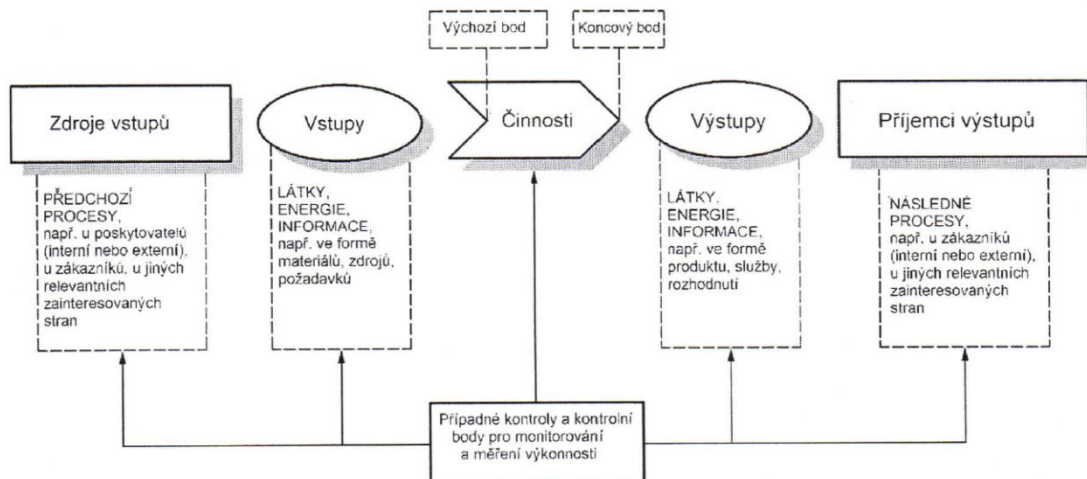 Výchozí bod
Koncový bod
Zdroje vstupů
Vstupy
Činnosti
Výstupy
Příjemci výstupů
PŘEDCHOZÍ
PROCESY,
např. u poskytovatelů
(interní nebo externí),
u zákazníků, u jiných
relevantních
zainteresovaných
stran
LÁTKY,
ENERGIE,
INFORMACE,
např. ve formě
materiálů, zdrojů,
požadavků
LÁTKY,
ENERGIE,
INFORMACE,
např. ve formě
produktu, služby,
rozhodnutí
NÁSLEDNÉ
PROCESY,
např. u zákazníků
(interní nebo externí),
u jiných relevantních
zainteresovaných
stran
Případné kontroly a kontrolní
body pro monitorování
a měření výkonnosti